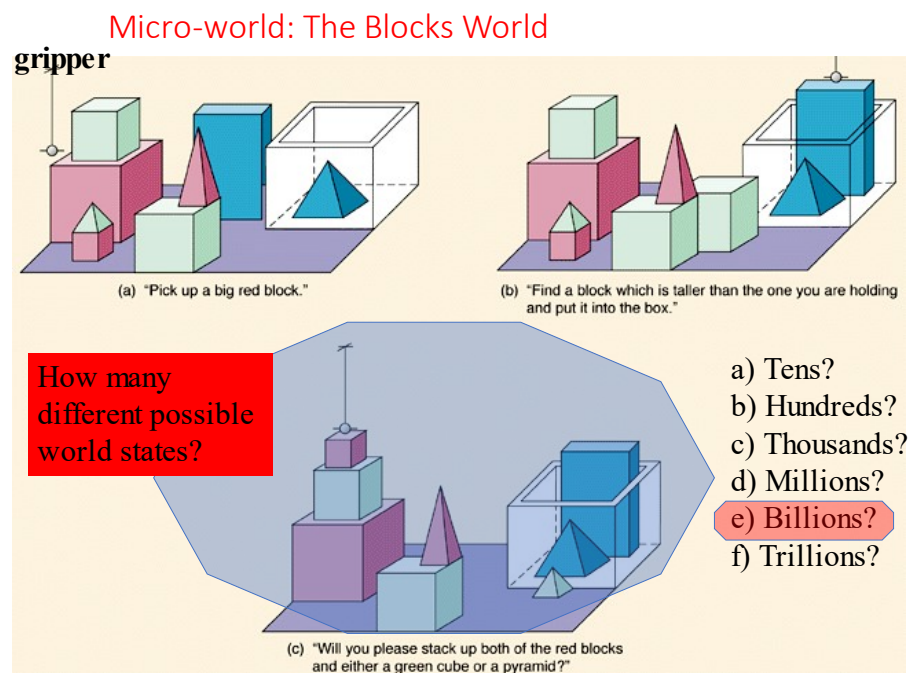 Micro-world: The Blocks World
gripper
(a) "Pick up a big red block."
(b) "Find a block which is taller than the one you are holding
and put it into the box."
How many
different possible
world states?
a) Tens?
b) Hundreds?
c) Thousands?
d) Millions?
e) Billions?
f) Trillions?
(c) "Will you please stack up both of the red blocks
and either a green cube or a pyramid?"